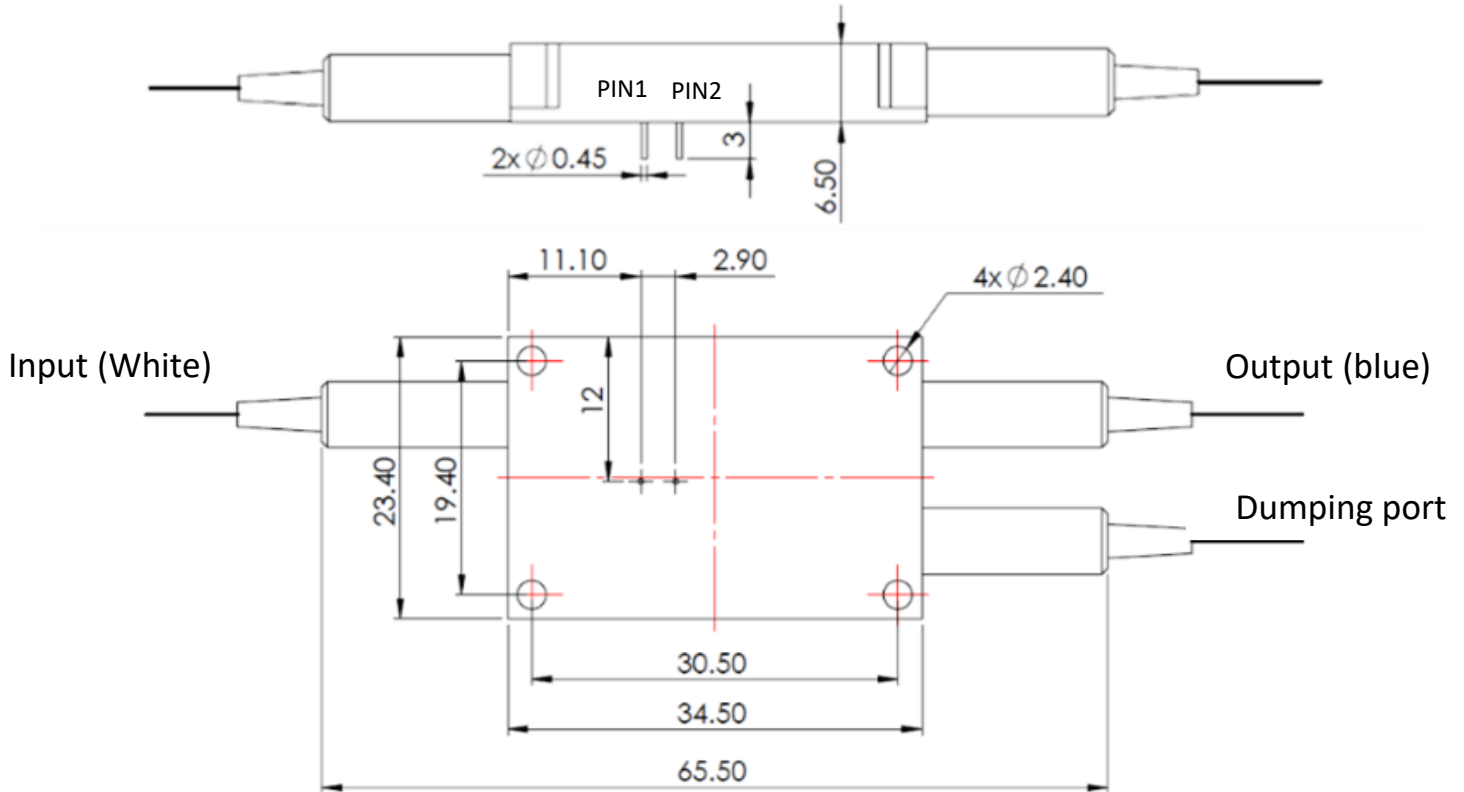 PIN1 PIN2
2x ∅ 0.45
3
6.50
11.10
2.90
4x ∅ 2.40
Input (White)
Output (blue)
12
23.40
19.40
Dumping port
30.50
34.50
65.50